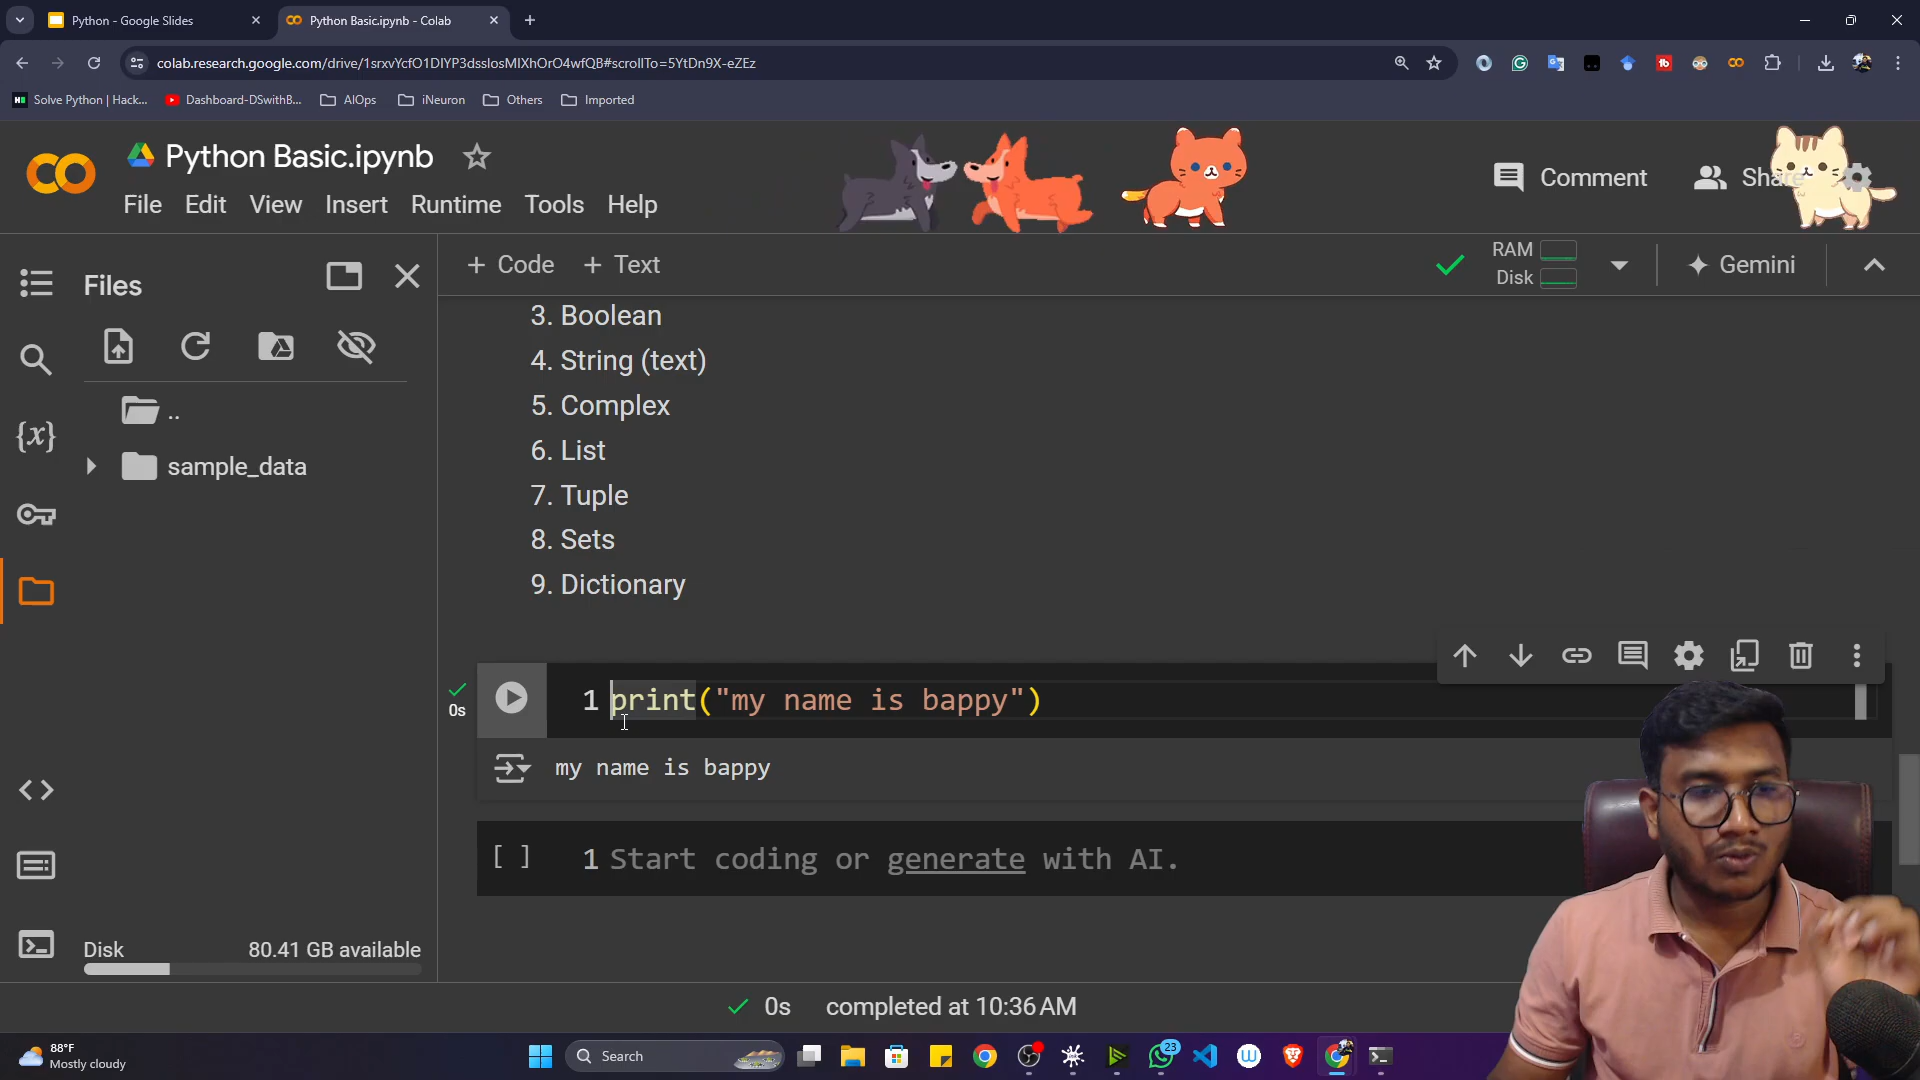 Python - Google Slides
Python Basic.ipynb - Colab
colab.research.google.com/drive/1srxvYcfO1DIYP3dsslosMIXhOrO4wfQB#scrollTo=5YtDn9X-eZEz
Solve Python | Hack...
Dashboard-DSwithB...
AIOps
iNeuron
Others
Imported
Python Basic.ipynb
File Edit View Insert Runtime Tools Help
Comment
Share
Files
+ Code + Text
RAM
Disk
Gemini
..
sample_data
3. Boolean
4. String (text)
5. Complex
6. List
7. Tuple
8. Sets
9. Dictionary
0s
1 print("my name is bappy")
my name is bappy
[ ] 1 Start coding or generate with AI.
Disk 80.41 GB available
0s completed at 10:36 AM
88°F
Mostly cloudy
Search
23